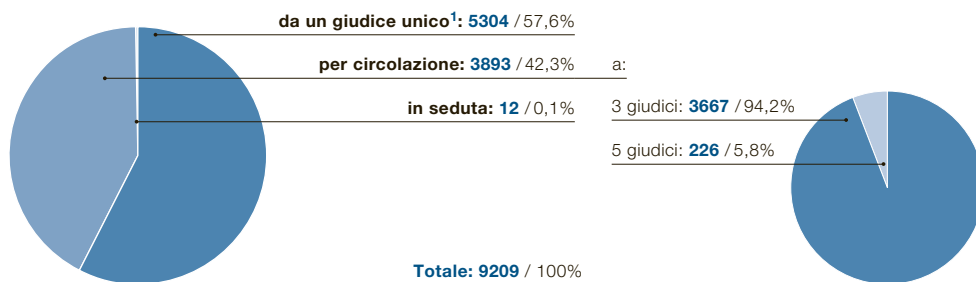 da un giudice unico1: 5304 / 57,6%
per circolazione: 3893 / 42,3% a:
in seduta: 12 / 0,1%
3 giudici: 3667 / 94,2%
5 giudici: 226 / 5,8%
Totale: 9209 / 100%